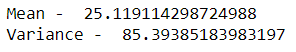 Mean -  25.119114298724988
Variance -  85.39385183983197